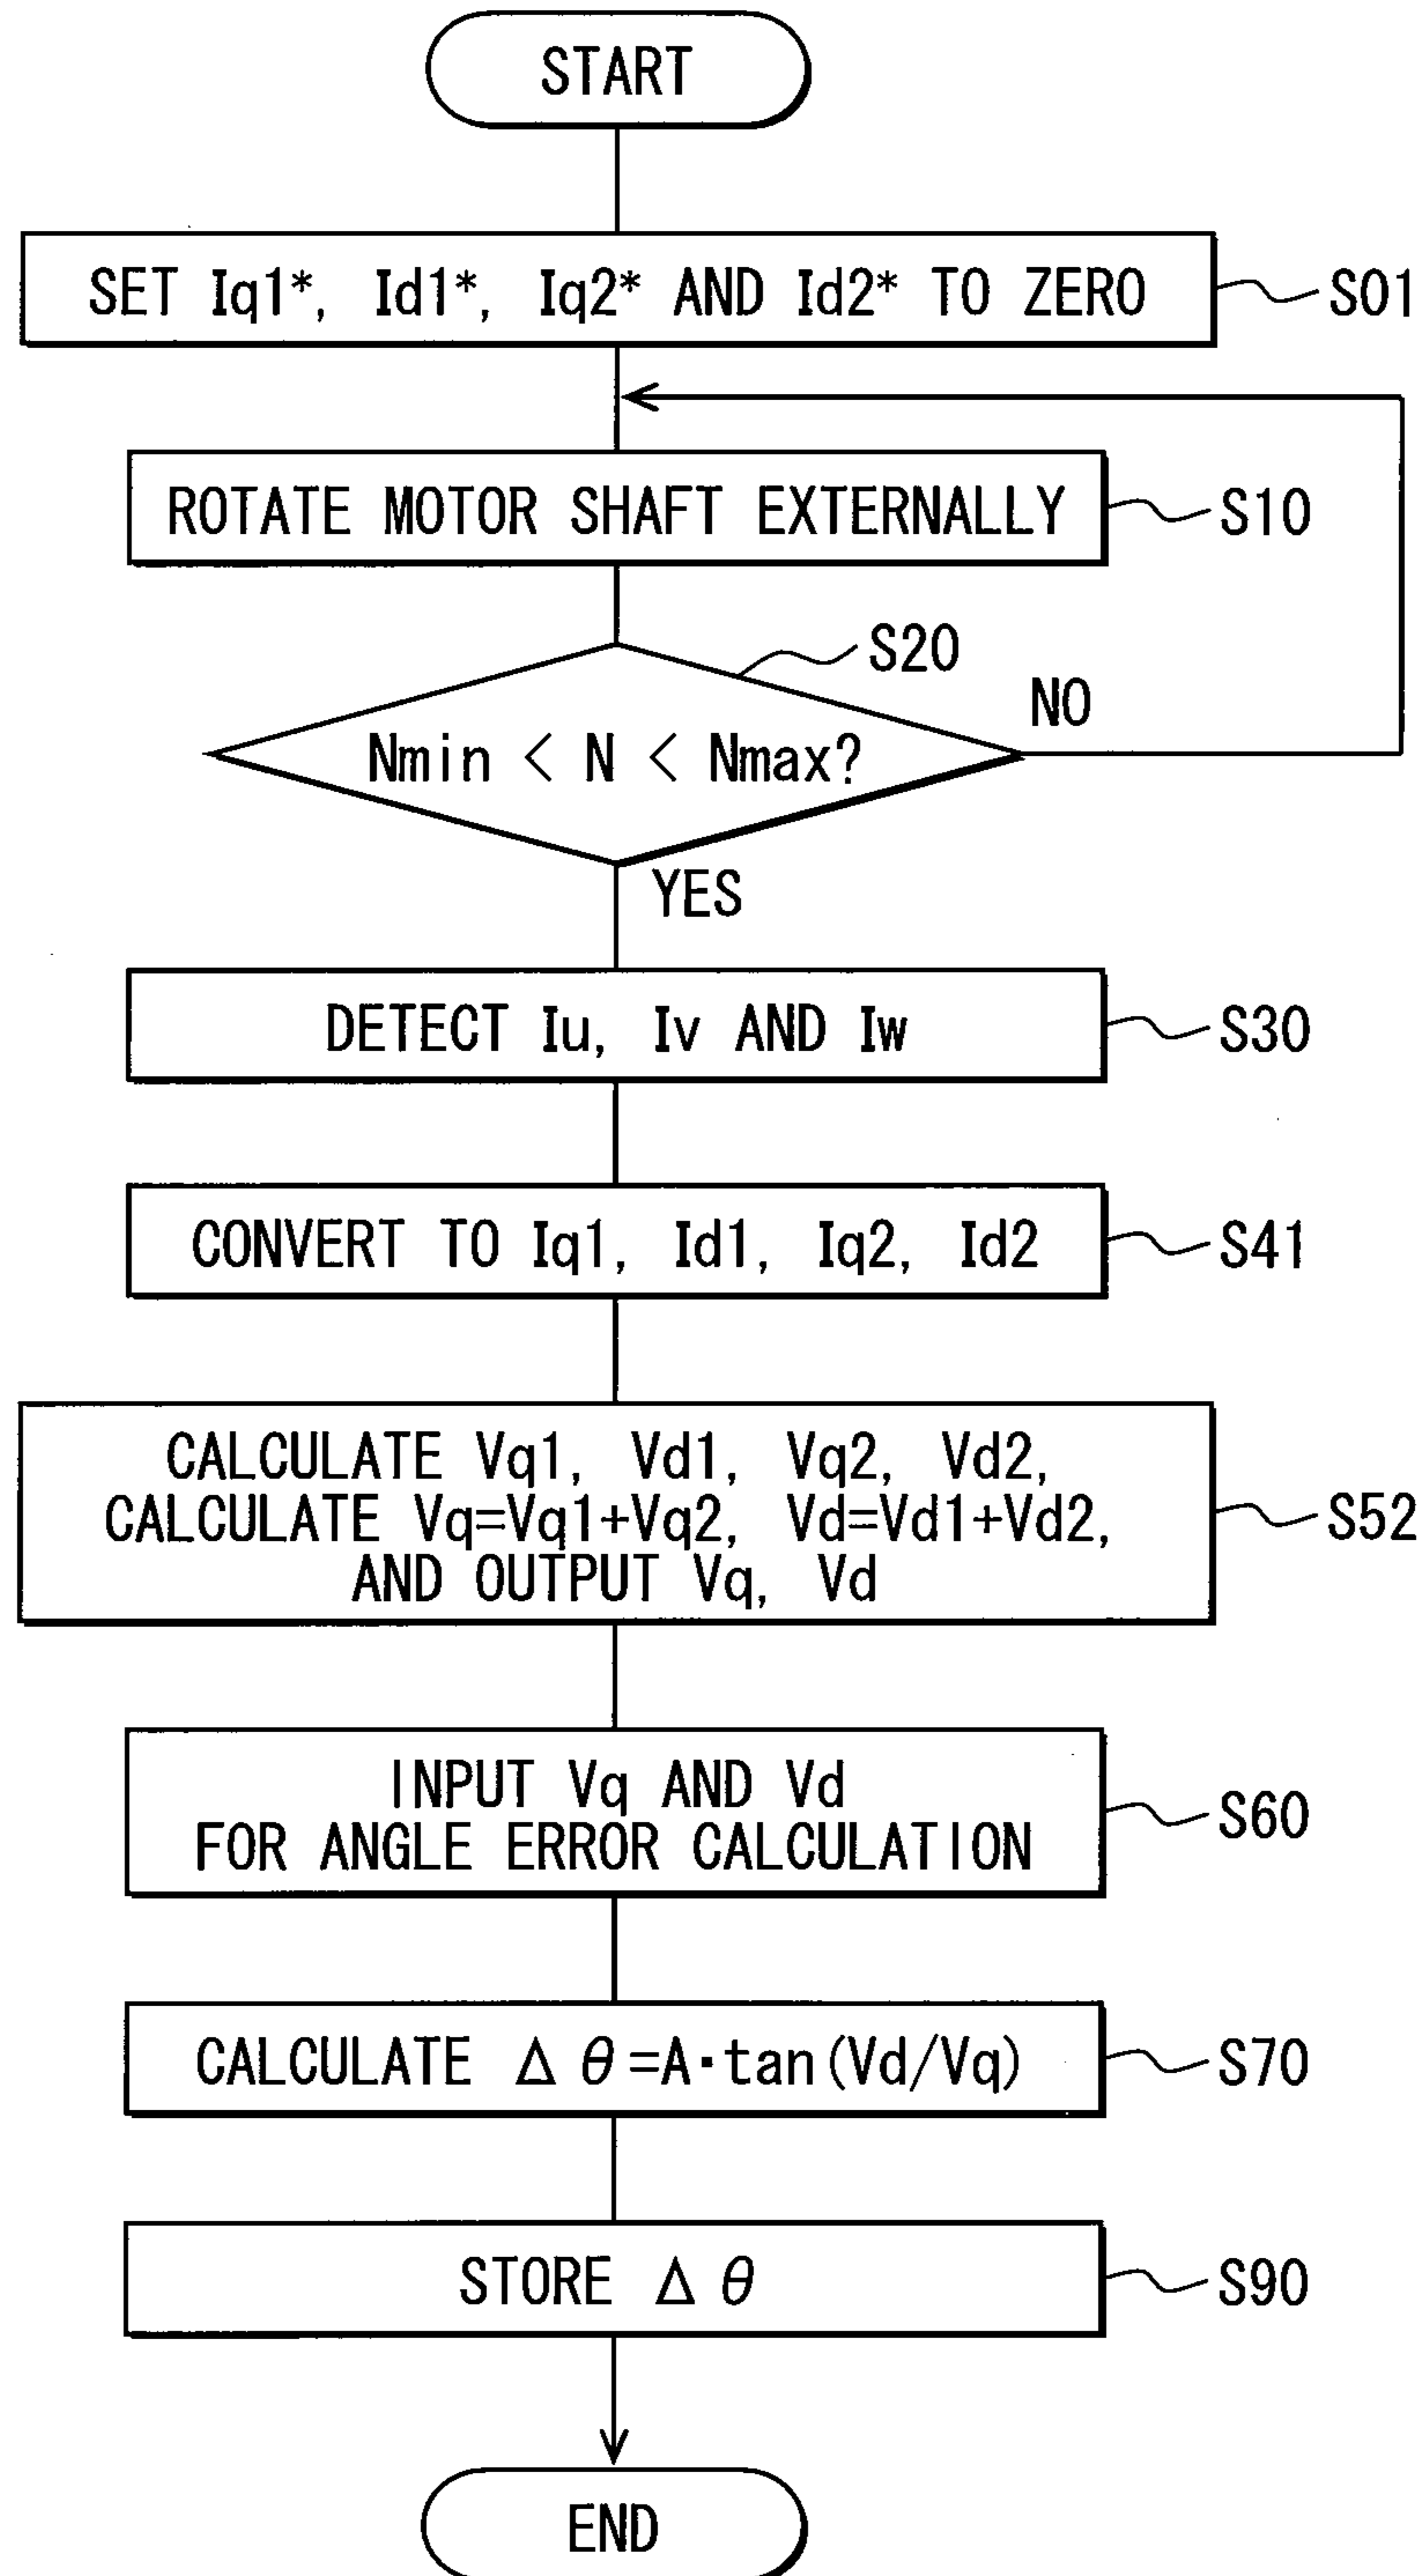 START
SET Iq1*, Id1*, Iq2* AND Id2* TO ZERO
S01
ROTATE MOTOR SHAFT EXTERNALLY
S10
S20
NO
Nmin < N < Nmax?
YES
DETECT Iu, Iv AND Iw
S30
CONVERT TO Iq1, Id1, Iq2, Id2
S41
CALCULATE Vq1, Vd1, Vq2, Vd2,
CALCULATE Vq=Vq1+Vq2, Vd=Vd1+Vd2,
AND OUTPUT Vq, Vd
S52
INPUT Vq AND Vd
FOR ANGLE ERROR CALCULATION
S60
CALCULATE Δθ=A・tan(Vd/Vq)
S70
STORE Δθ
S90
END